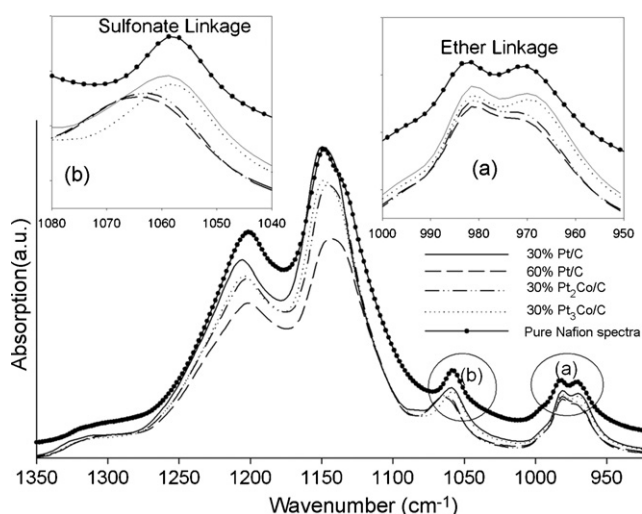 Sulfonate Linkage
(b)
1080 1070 1060 1050 1040
Ether Linkage
(a)
1000 990 980 970 960 950
30% Pt/C
60% Pt/C
30% Pt₂Co/C
30% Pt₃Co/C
Pure Nafion spectra
(b)
(a)
Absorption(a.u.)
1350 1300 1250 1200 1150 1100 1050 1000 950
Wavenumber (cm⁻¹)